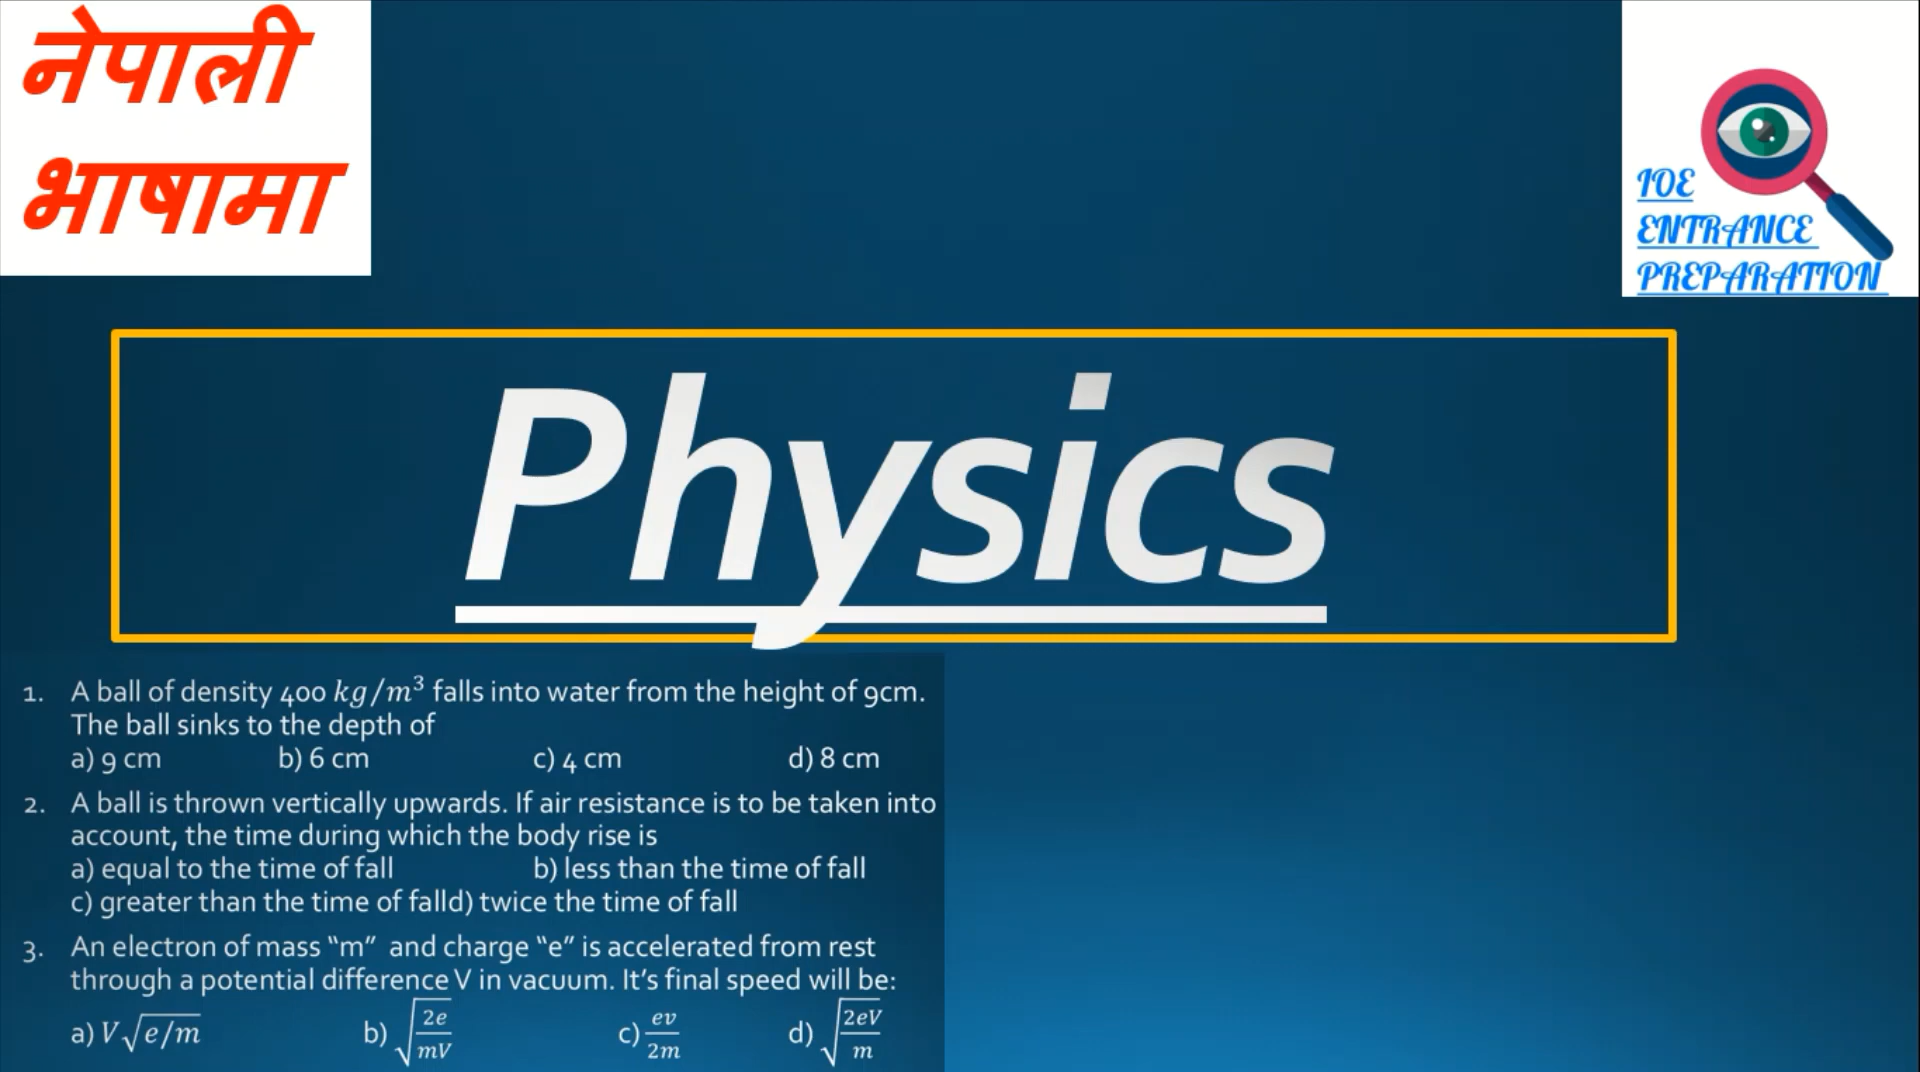 नेपाली
भाषामा
IOE
ENTRANCE
PREPARATION
Physics
1. A ball of density 400 kg/m³ falls into water from the height of 9cm.
The ball sinks to the depth of
a) 9 cm b) 6 cm c) 4 cm d) 8 cm
2. A ball is thrown vertically upwards. If air resistance is to be taken into
account, the time during which the body rise is
a) equal to the time of fall b) less than the time of fall
c) greater than the time of falld) twice the time of fall
3. An electron of mass “m” and charge “e” is accelerated from rest
through a potential difference V in vacuum. It’s final speed will be:
a) V√(e/m) b) √(2e/mV) c) ev/2m d) √(2eV/m)